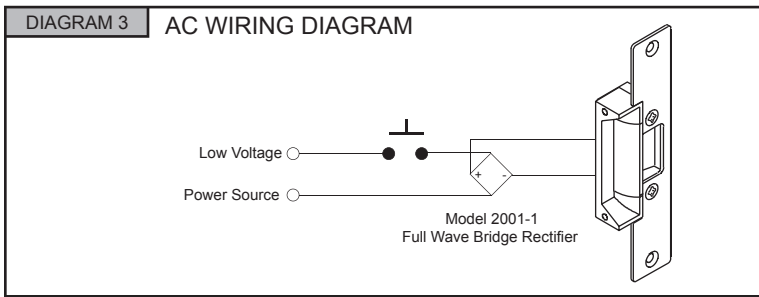 DIAGRAM 3
AC WIRING DIAGRAM
Low Voltage
Power Source
+ -
Model 2001-1
Full Wave Bridge Rectifier